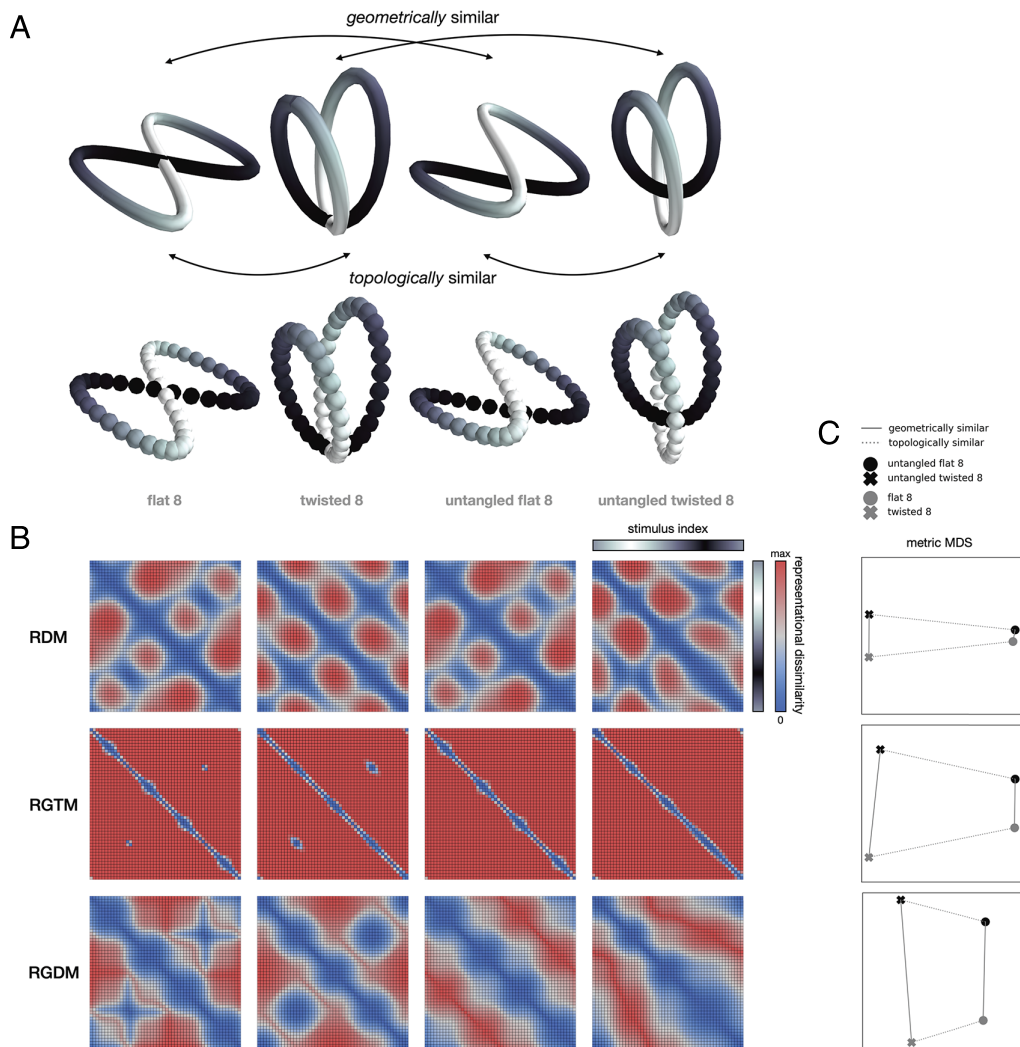 A
geometrically similar
topologically similar
flat 8
twisted 8
untangled flat 8
untangled twisted 8
C
geometrically similar
topologically similar
untangled flat 8
untangled twisted 8
flat 8
twisted 8
metric MDS
B
stimulus index
max
representational dissimilarity
0
RDM
RGTM
RGDM